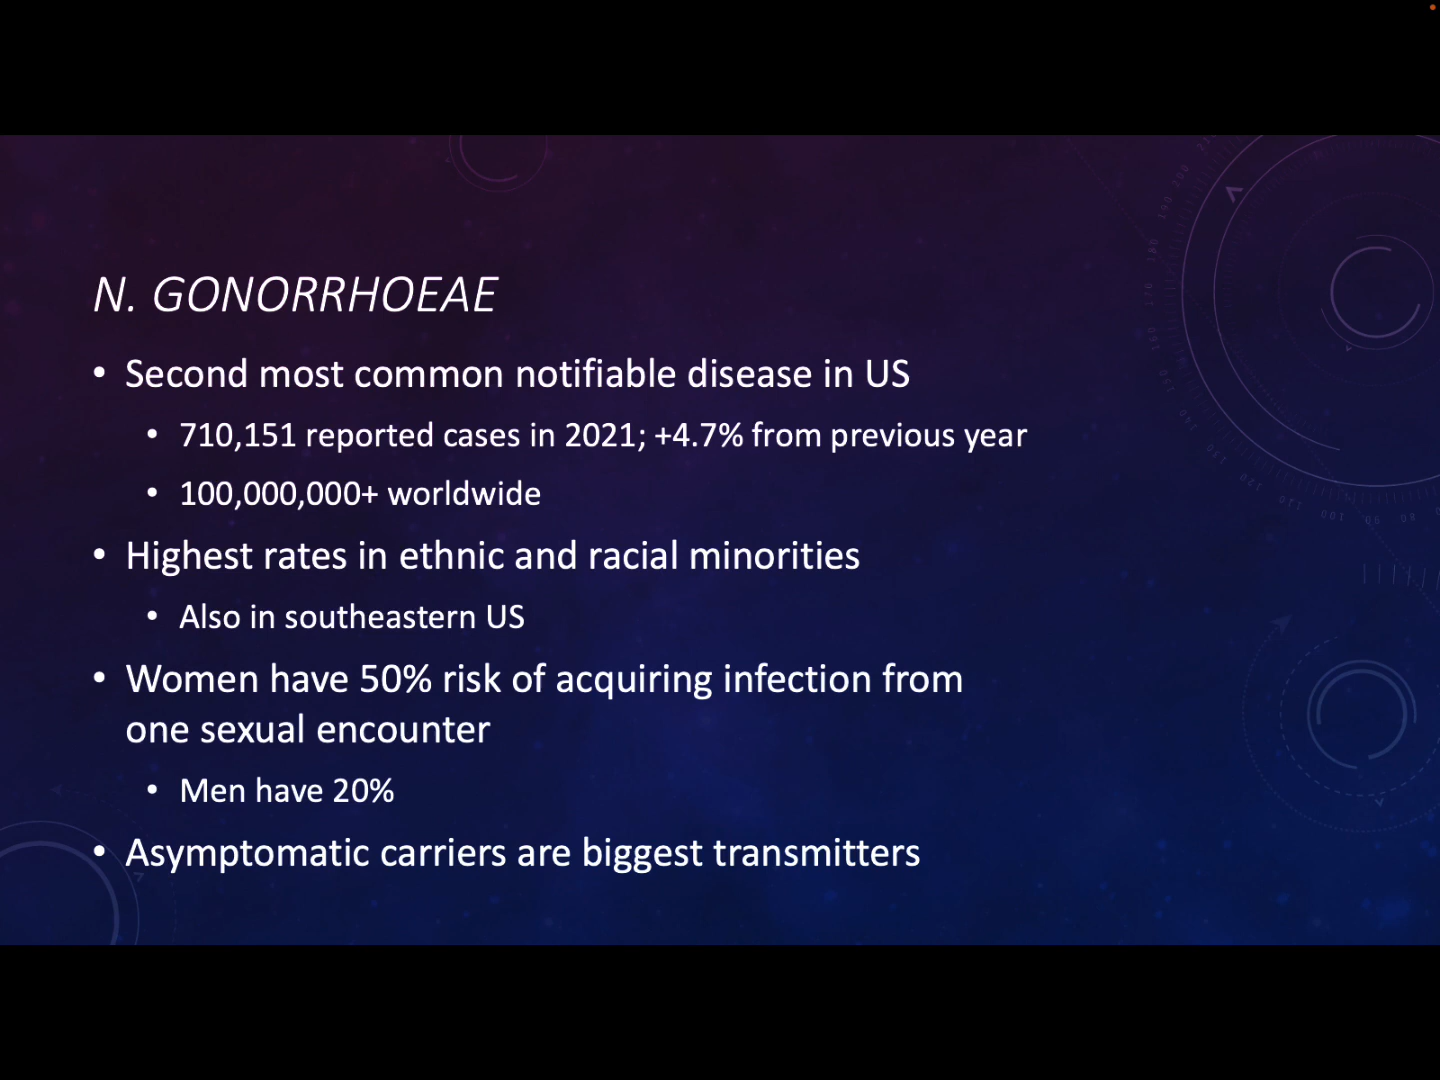 N. GONORRHOEAE
• Second most common notifiable disease in US
• 710,151 reported cases in 2021; +4.7% from previous year
• 100,000,000+ worldwide
• Highest rates in ethnic and racial minorities
• Also in southeastern US
• Women have 50% risk of acquiring infection from
one sexual encounter
• Men have 20%
• Asymptomatic carriers are biggest transmitters